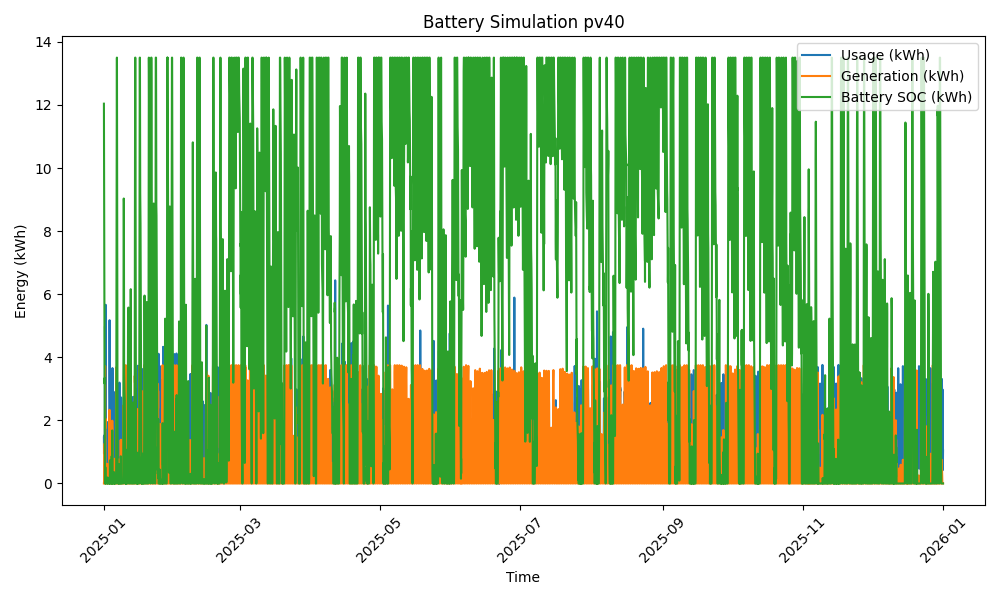 Battery Simulation pv40
Usage (kWh)
Generation (kWh)
Battery SOC (kWh)
Energy (kWh)
14
12
10
8
6
4
2
0
2025-01
2025-03
2025-05
2025-07
2025-09
2025-11
2026-01
Time